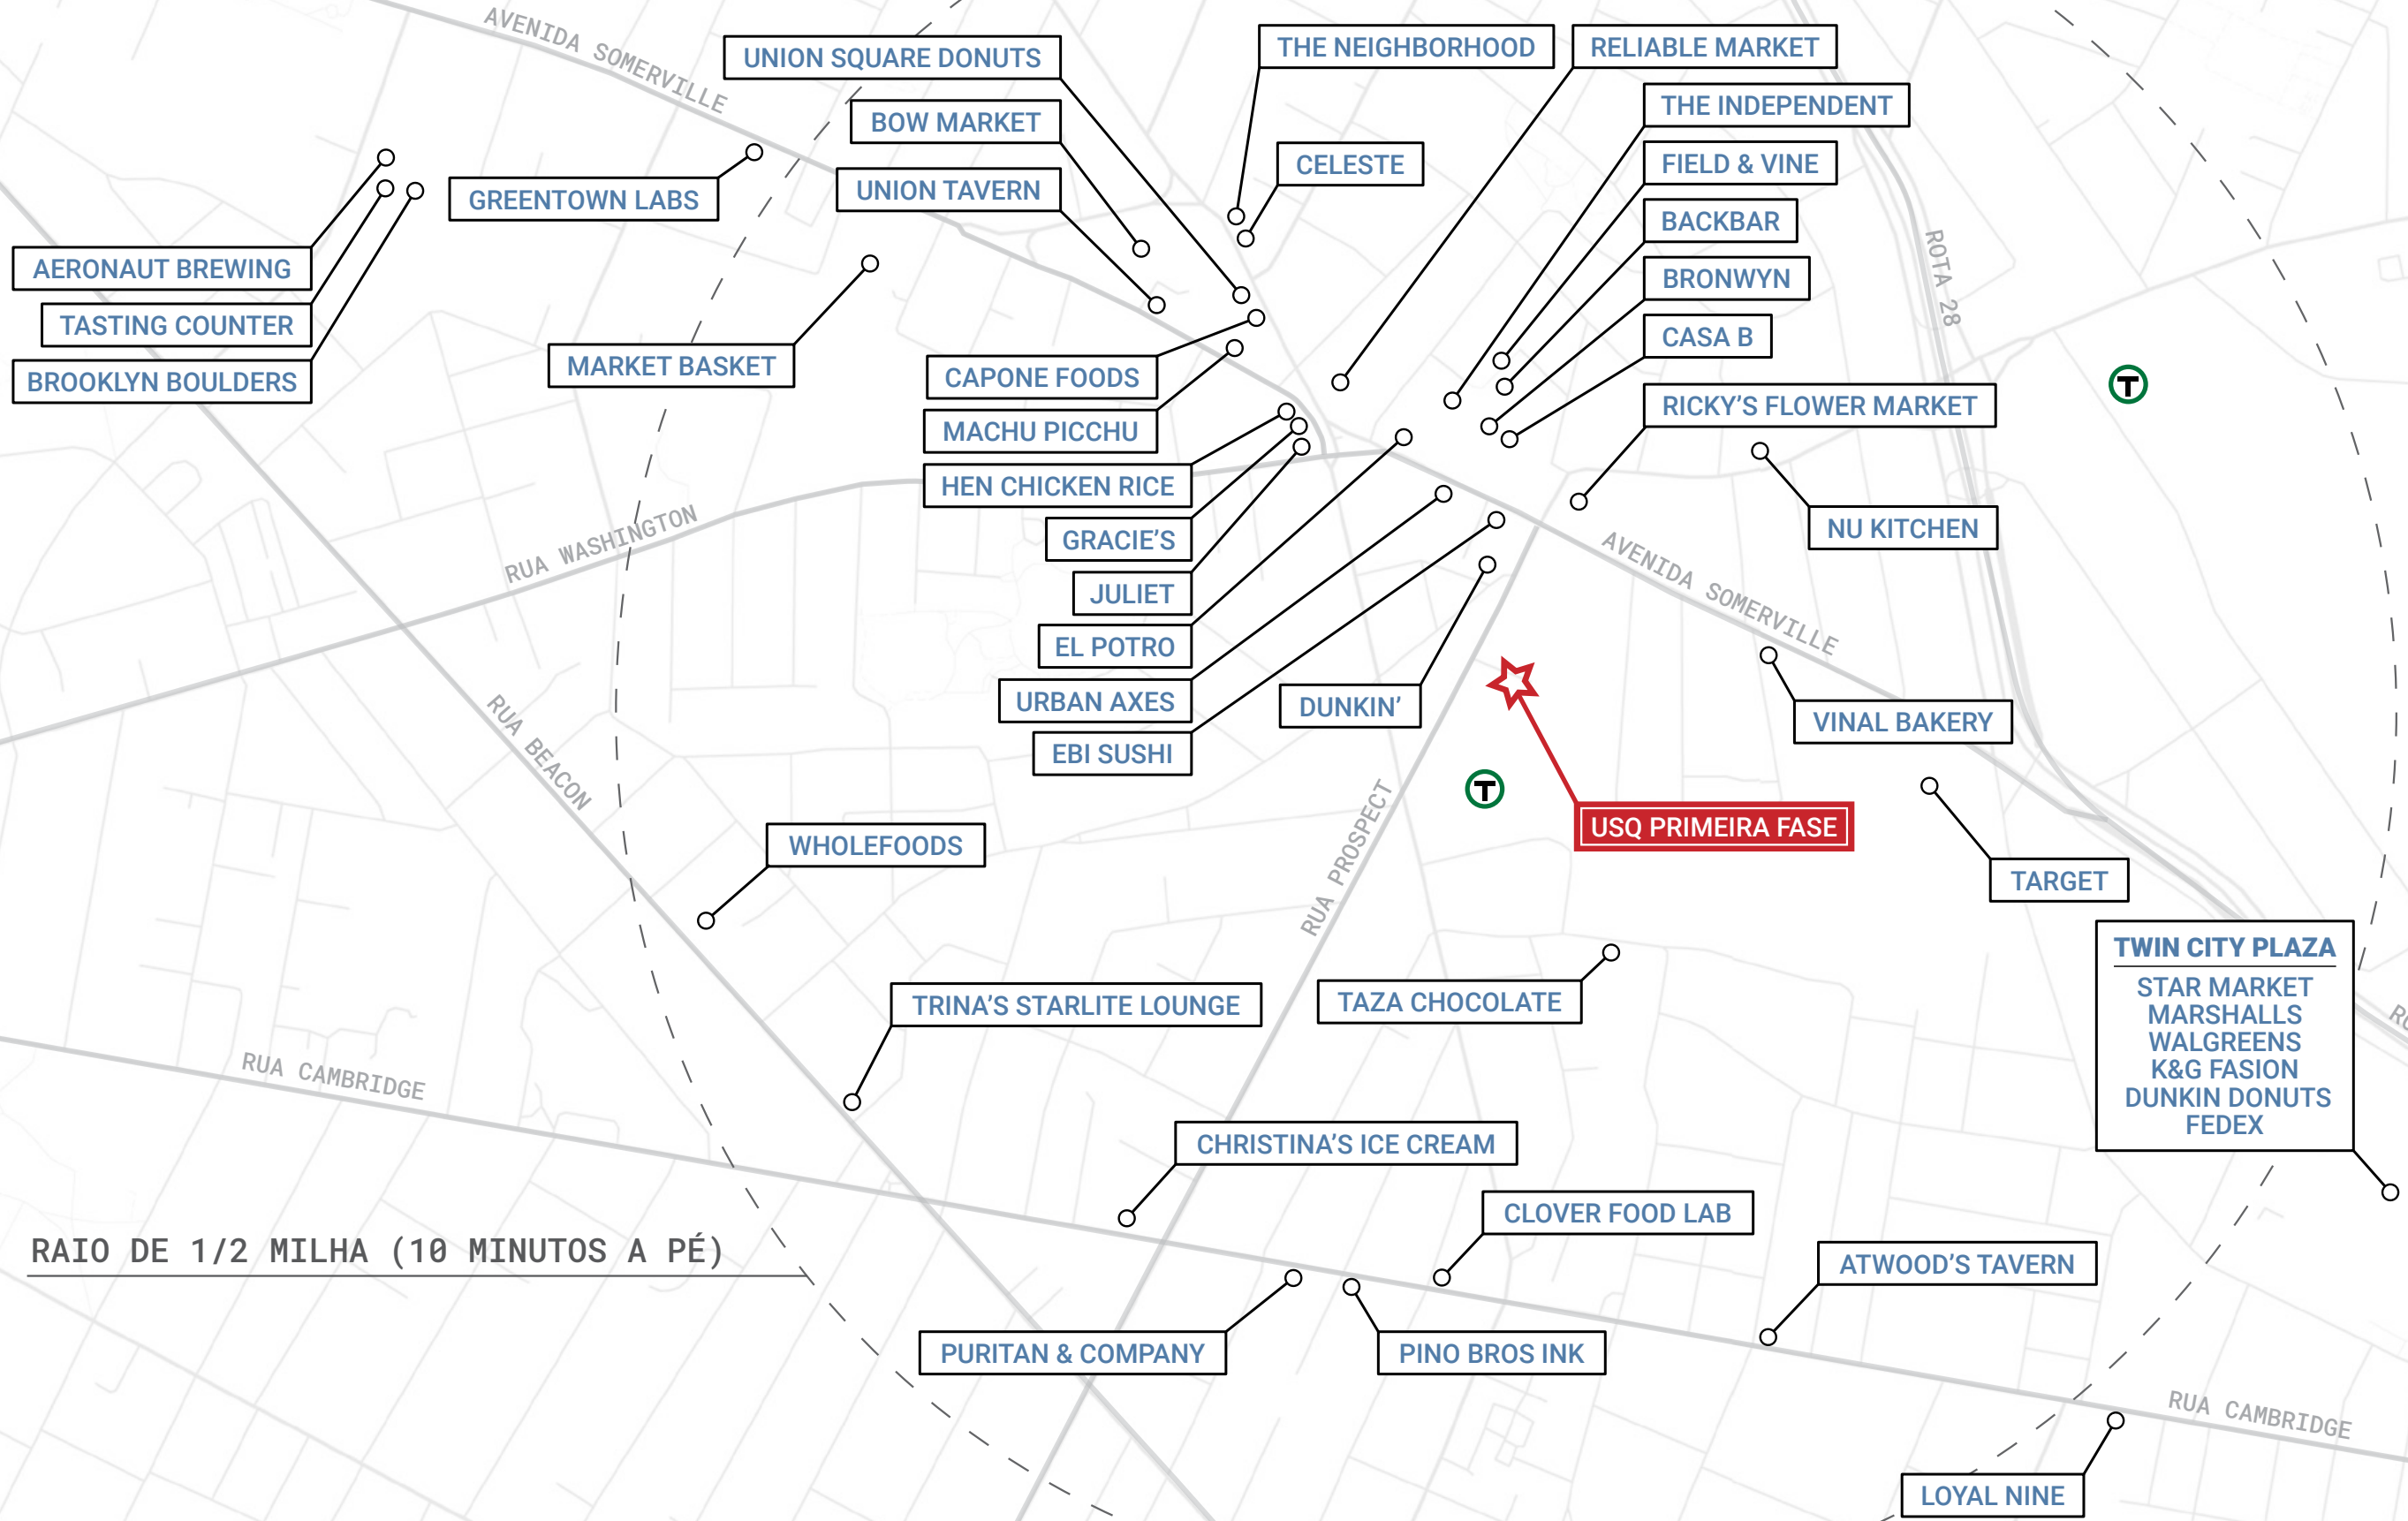 AVENIDA SOMERVILLE
UNION SQUARE DONUTS
THE NEIGHBORHOOD
RELIABLE MARKET
BOW MARKET
THE INDEPENDENT
CELESTE
FIELD & VINE
UNION TAVERN
GREENTOWN LABS
BACKBAR
ROTA 28
AERONAUT BREWING
BRONWYN
TASTING COUNTER
CASA B
MARKET BASKET
BROOKLYN BOULDERS
CAPONE FOODS
T
RICKY’S FLOWER MARKET
MACHU PICCHU
HEN CHICKEN RICE
RUA WASHINGTON
NU KITCHEN
GRACIE’S
AVENIDA SOMERVILLE
JULIET
EL POTRO
URBAN AXES
DUNKIN’
VINAL BAKERY
RUA BEACON
EBI SUSHI
T
USQ PRIMEIRA FASE
WHOLEFOODS
RUA PROSPECT
TARGET
TWIN CITY PLAZA
STAR MARKET
MARSHALLS
WALGREENS
K&G FASION
DUNKIN DONUTS
FEDEX
TRINA’S STARLITE LOUNGE
TAZA CHOCOLATE
RUA CAMBRIDGE
CHRISTINA’S ICE CREAM
CLOVER FOOD LAB
RAIO DE 1/2 MILHA (10 MINUTOS A PÉ)
ATWOOD’S TAVERN
PURITAN & COMPANY
PINO BROS INK
RUA CAMBRIDGE
LOYAL NINE